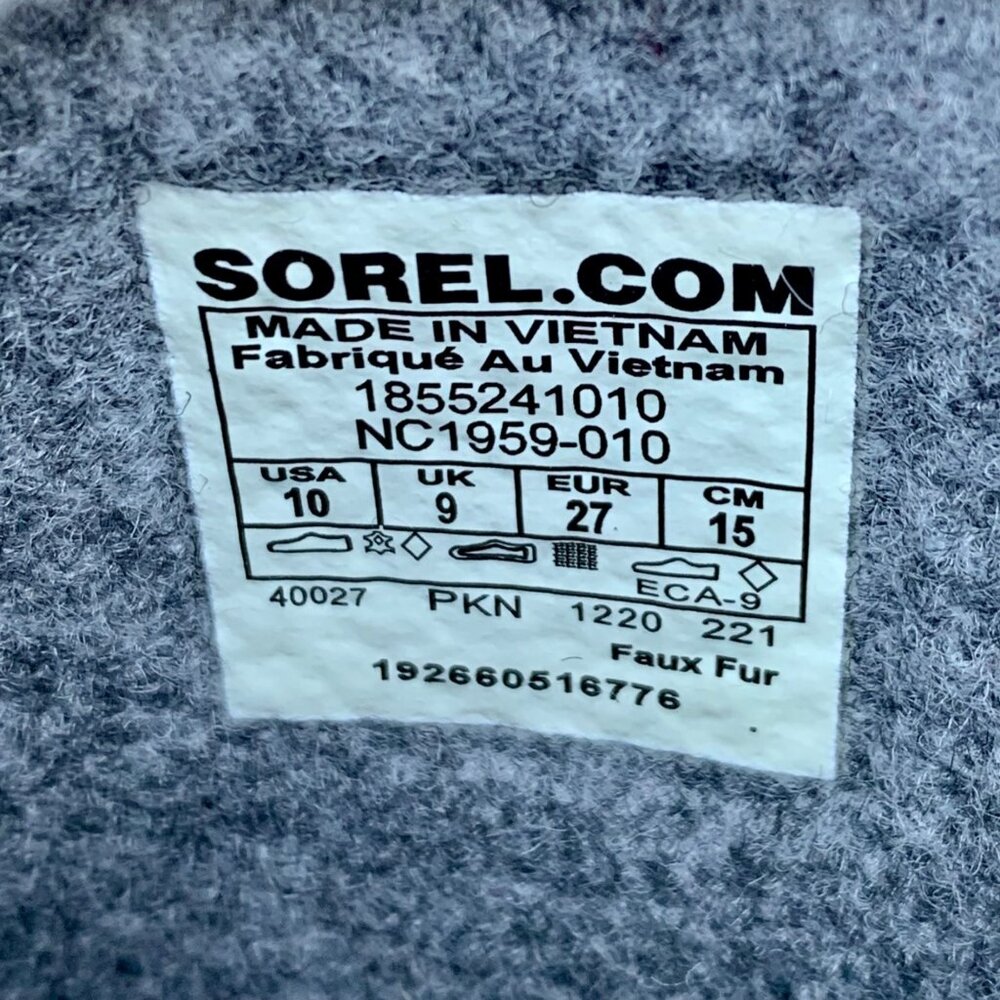 SOREL.COM
MADE IN VIETNAM
Fabriqué Au Vietnam
1855241010
NC1959-010
USA UK EUR CM
10 9 27 15
ECA-9
40027 PKN 1220 221
Faux Fur
192660516776